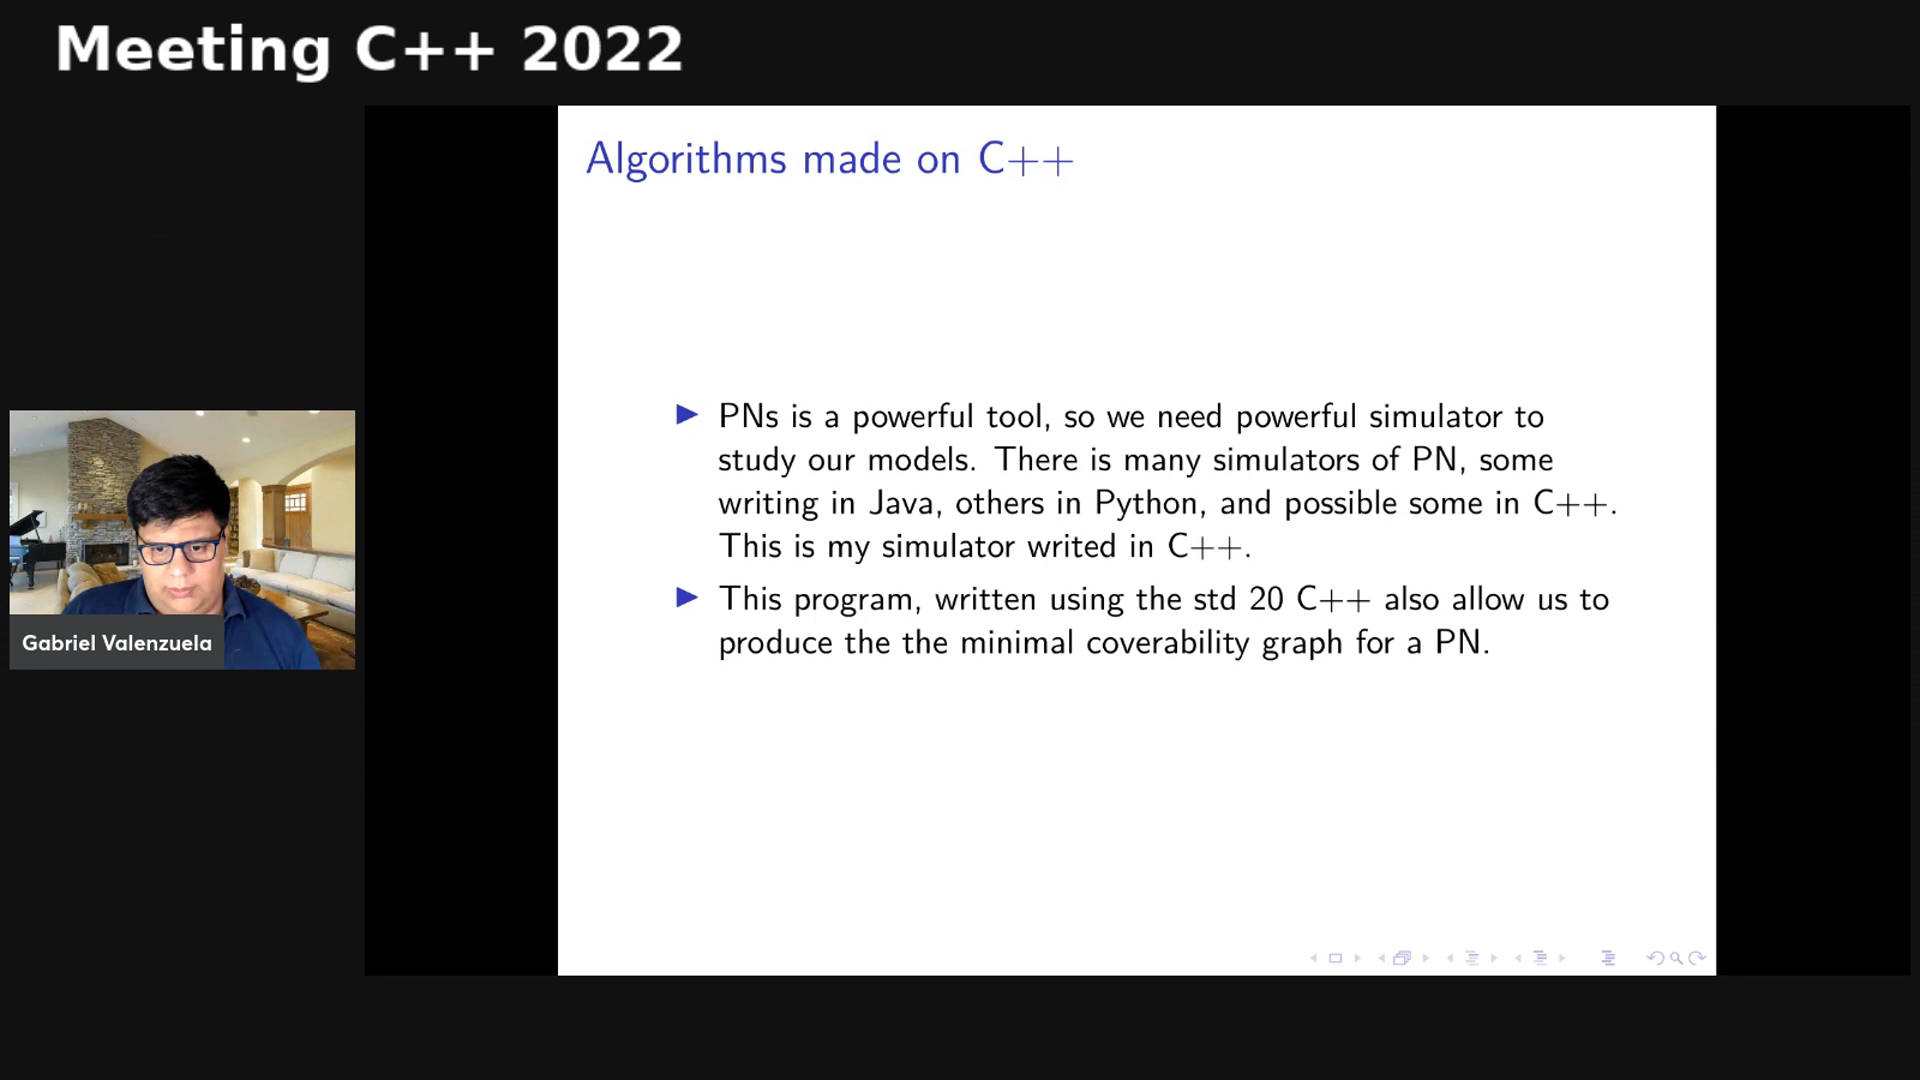 Meeting C++ 2022
Algorithms made on C++
PNs is a powerful tool, so we need powerful simulator to
study our models. There is many simulators of PN, some
writing in Java, others in Python, and possible some in C++.
This is my simulator writed in C++.
This program, written using the std 20 C++ also allow us to
produce the the minimal coverability graph for a PN.
Gabriel Valenzuela